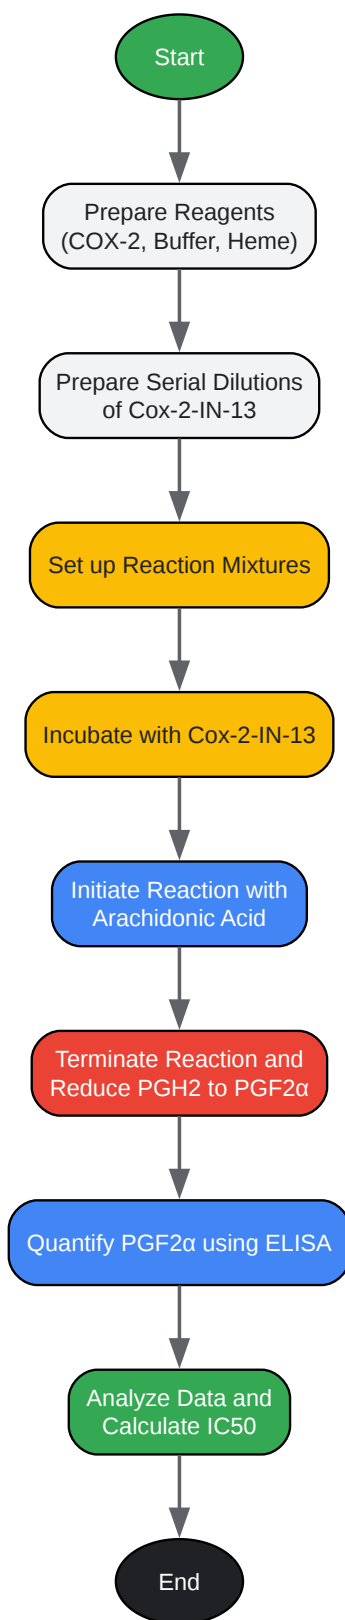 Start
Prepare Reagents
(COX-2, Buffer, Heme)
Prepare Serial Dilutions
of Cox-2-IN-13
Set up Reaction Mixtures
Incubate with Cox-2-IN-13
Initiate Reaction with
Arachidonic Acid
Terminate Reaction and
Reduce PGH2 to PGF2α
Quantify PGF2α using ELISA
Analyze Data and
Calculate IC50
End